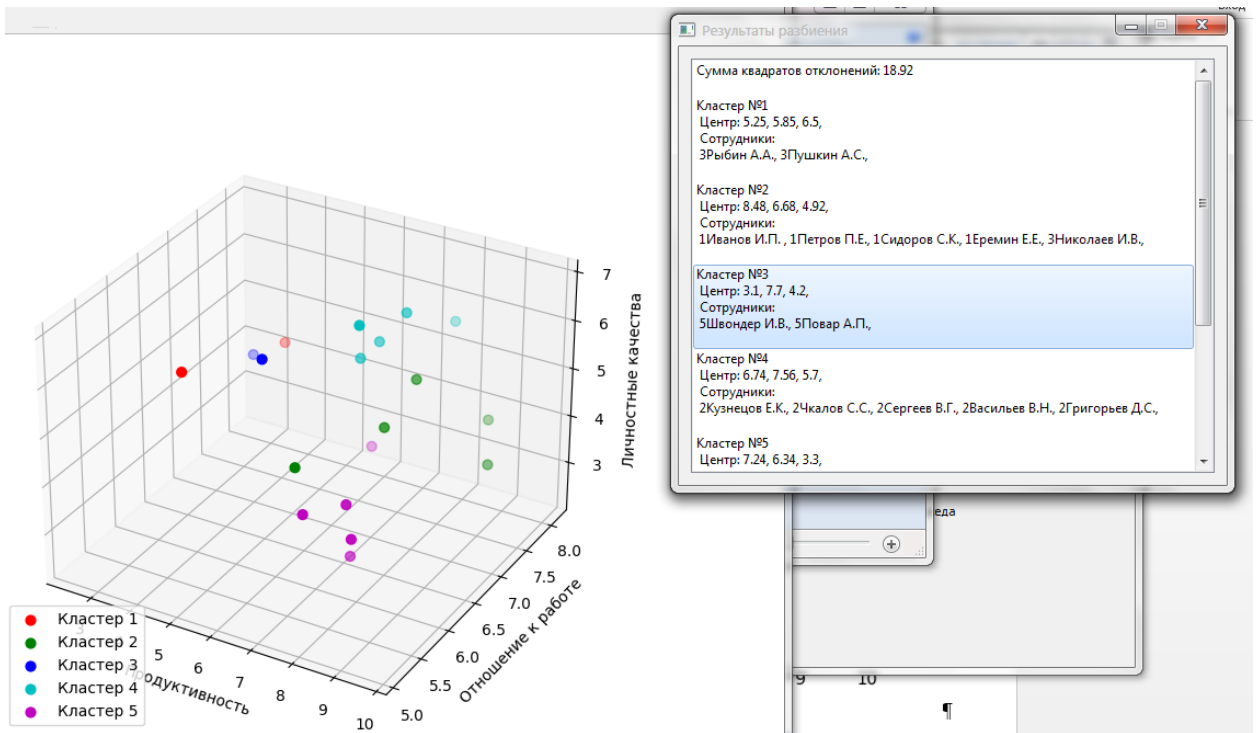 Вход
Результаты разбиения
Сумма квадратов отклонений: 18.92
Кластер №1
Центр: 5.25, 5.85, 6.5,
Сотрудники:
3Рыбин А.А., 3Пушкин А.С.,
Кластер №2
Центр: 8.48, 6.68, 4.92,
Сотрудники:
1Иванов И.П. , 1Петров П.Е., 1Сидоров С.К., 1Еремин Е.Е., 3Николаев И.В.,
Кластер №3
Центр: 3.1, 7.7, 4.2,
Сотрудники:
5Швондер И.В., 5Повар А.П.,
Кластер №4
Центр: 6.74, 7.56, 5.7,
Сотрудники:
2Кузнецов Е.К., 2Чкалов С.С., 2Сергеев В.Г., 2Васильев В.Н., 2Григорьев Д.С.,
Кластер №5
Центр: 7.24, 6.34, 3.3,
7
6
5
4
3
Личностные качества
8.0
7.5
7.0
6.5
6.0
5.5
5.0
Отношение к работе
3
5
6
7
8
9
10
Продуктивность
Кластер 1
Кластер 2
Кластер 3
Кластер 4
Кластер 5
еда
9
10
¶